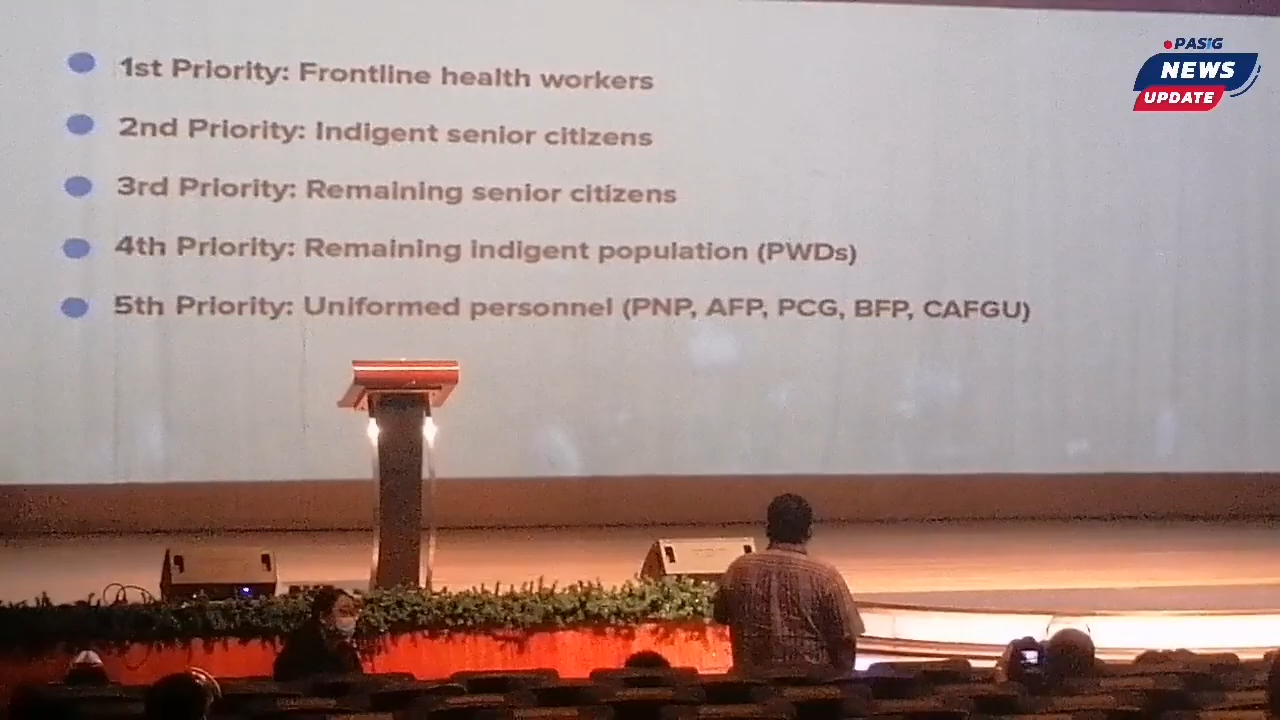 1st Priority: Frontline health workers
2nd Priority: Indigent senior citizens
3rd Priority: Remaining senior citizens
4th Priority: Remaining indigent population (PWDs)
5th Priority: Uniformed personnel (PNP, AFP, PCG, BFP, CAFGU)
PASIG
NEWS
UPDATE